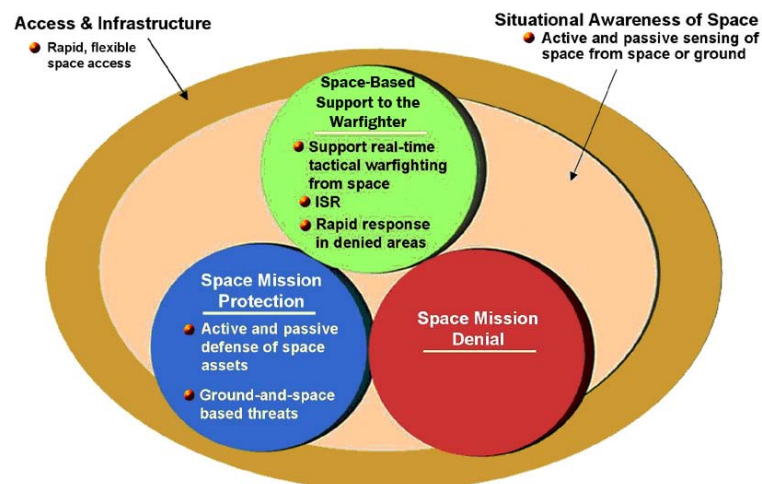 Access & Infrastructure
Rapid, flexible
space access
Situational Awareness of Space
Active and passive sensing of
space from space or ground
Space-Based
Support to the
Warfighter
Support real-time
tactical warfighting
from space
ISR
Rapid response
in denied areas
Space Mission
Protection
Active and passive
defense of space
assets
Ground-and-space
based threats
Space Mission
Denial